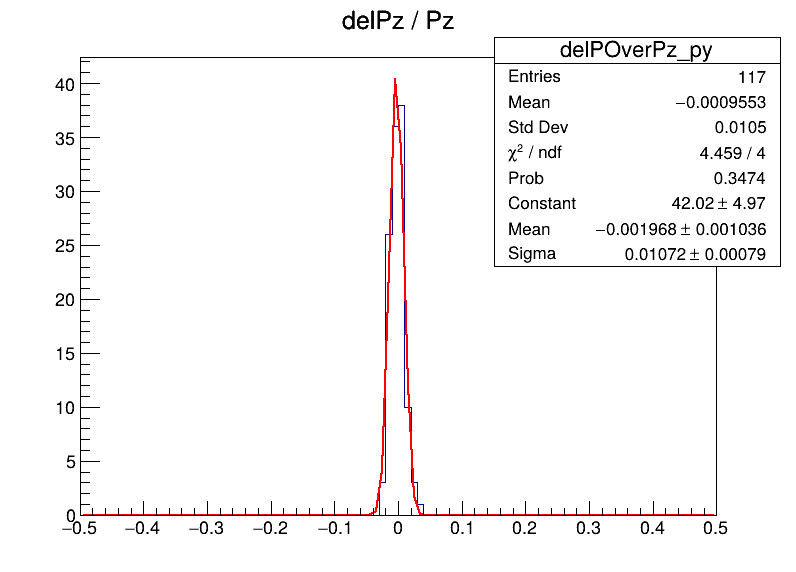 delPz / Pz
delPOverPz_py
Entries 117
Mean −0.0009553
Std Dev 0.0105
χ² / ndf 4.459 / 4
Prob 0.3474
Constant 42.02 ± 4.97
Mean −0.001968 ± 0.001036
Sigma 0.01072 ± 0.00079
40
35
30
25
20
15
10
5
0
−0.5 −0.4 −0.3 −0.2 −0.1 0 0.1 0.2 0.3 0.4 0.5